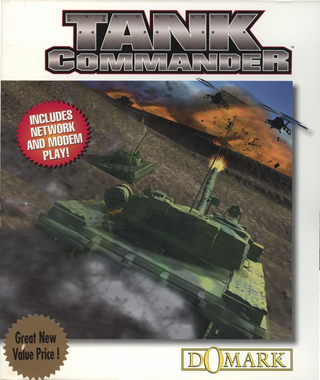 TANK
COMMANDER
INCLUDES
NETWORK
AND MODEM
PLAY!
Great New
Value Price !
DOMARK